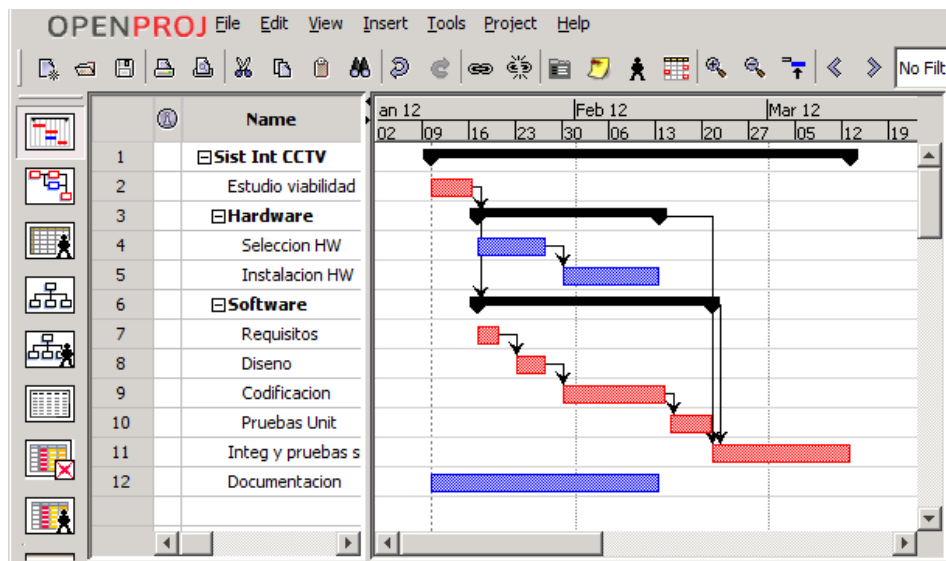 OPENPROJ File Edit View Insert Tools Project Help
No Filt
Name
an 12 Feb 12 Mar 12
02 09 16 23 30 06 13 20 27 05 12 19
1 Sist Int CCTV
2 Estudio viabilidad
3 Hardware
4 Seleccion HW
5 Instalacion HW
6 Software
7 Requisitos
8 Diseno
9 Codificacion
10 Pruebas Unit
11 Integ y pruebas s
12 Documentacion